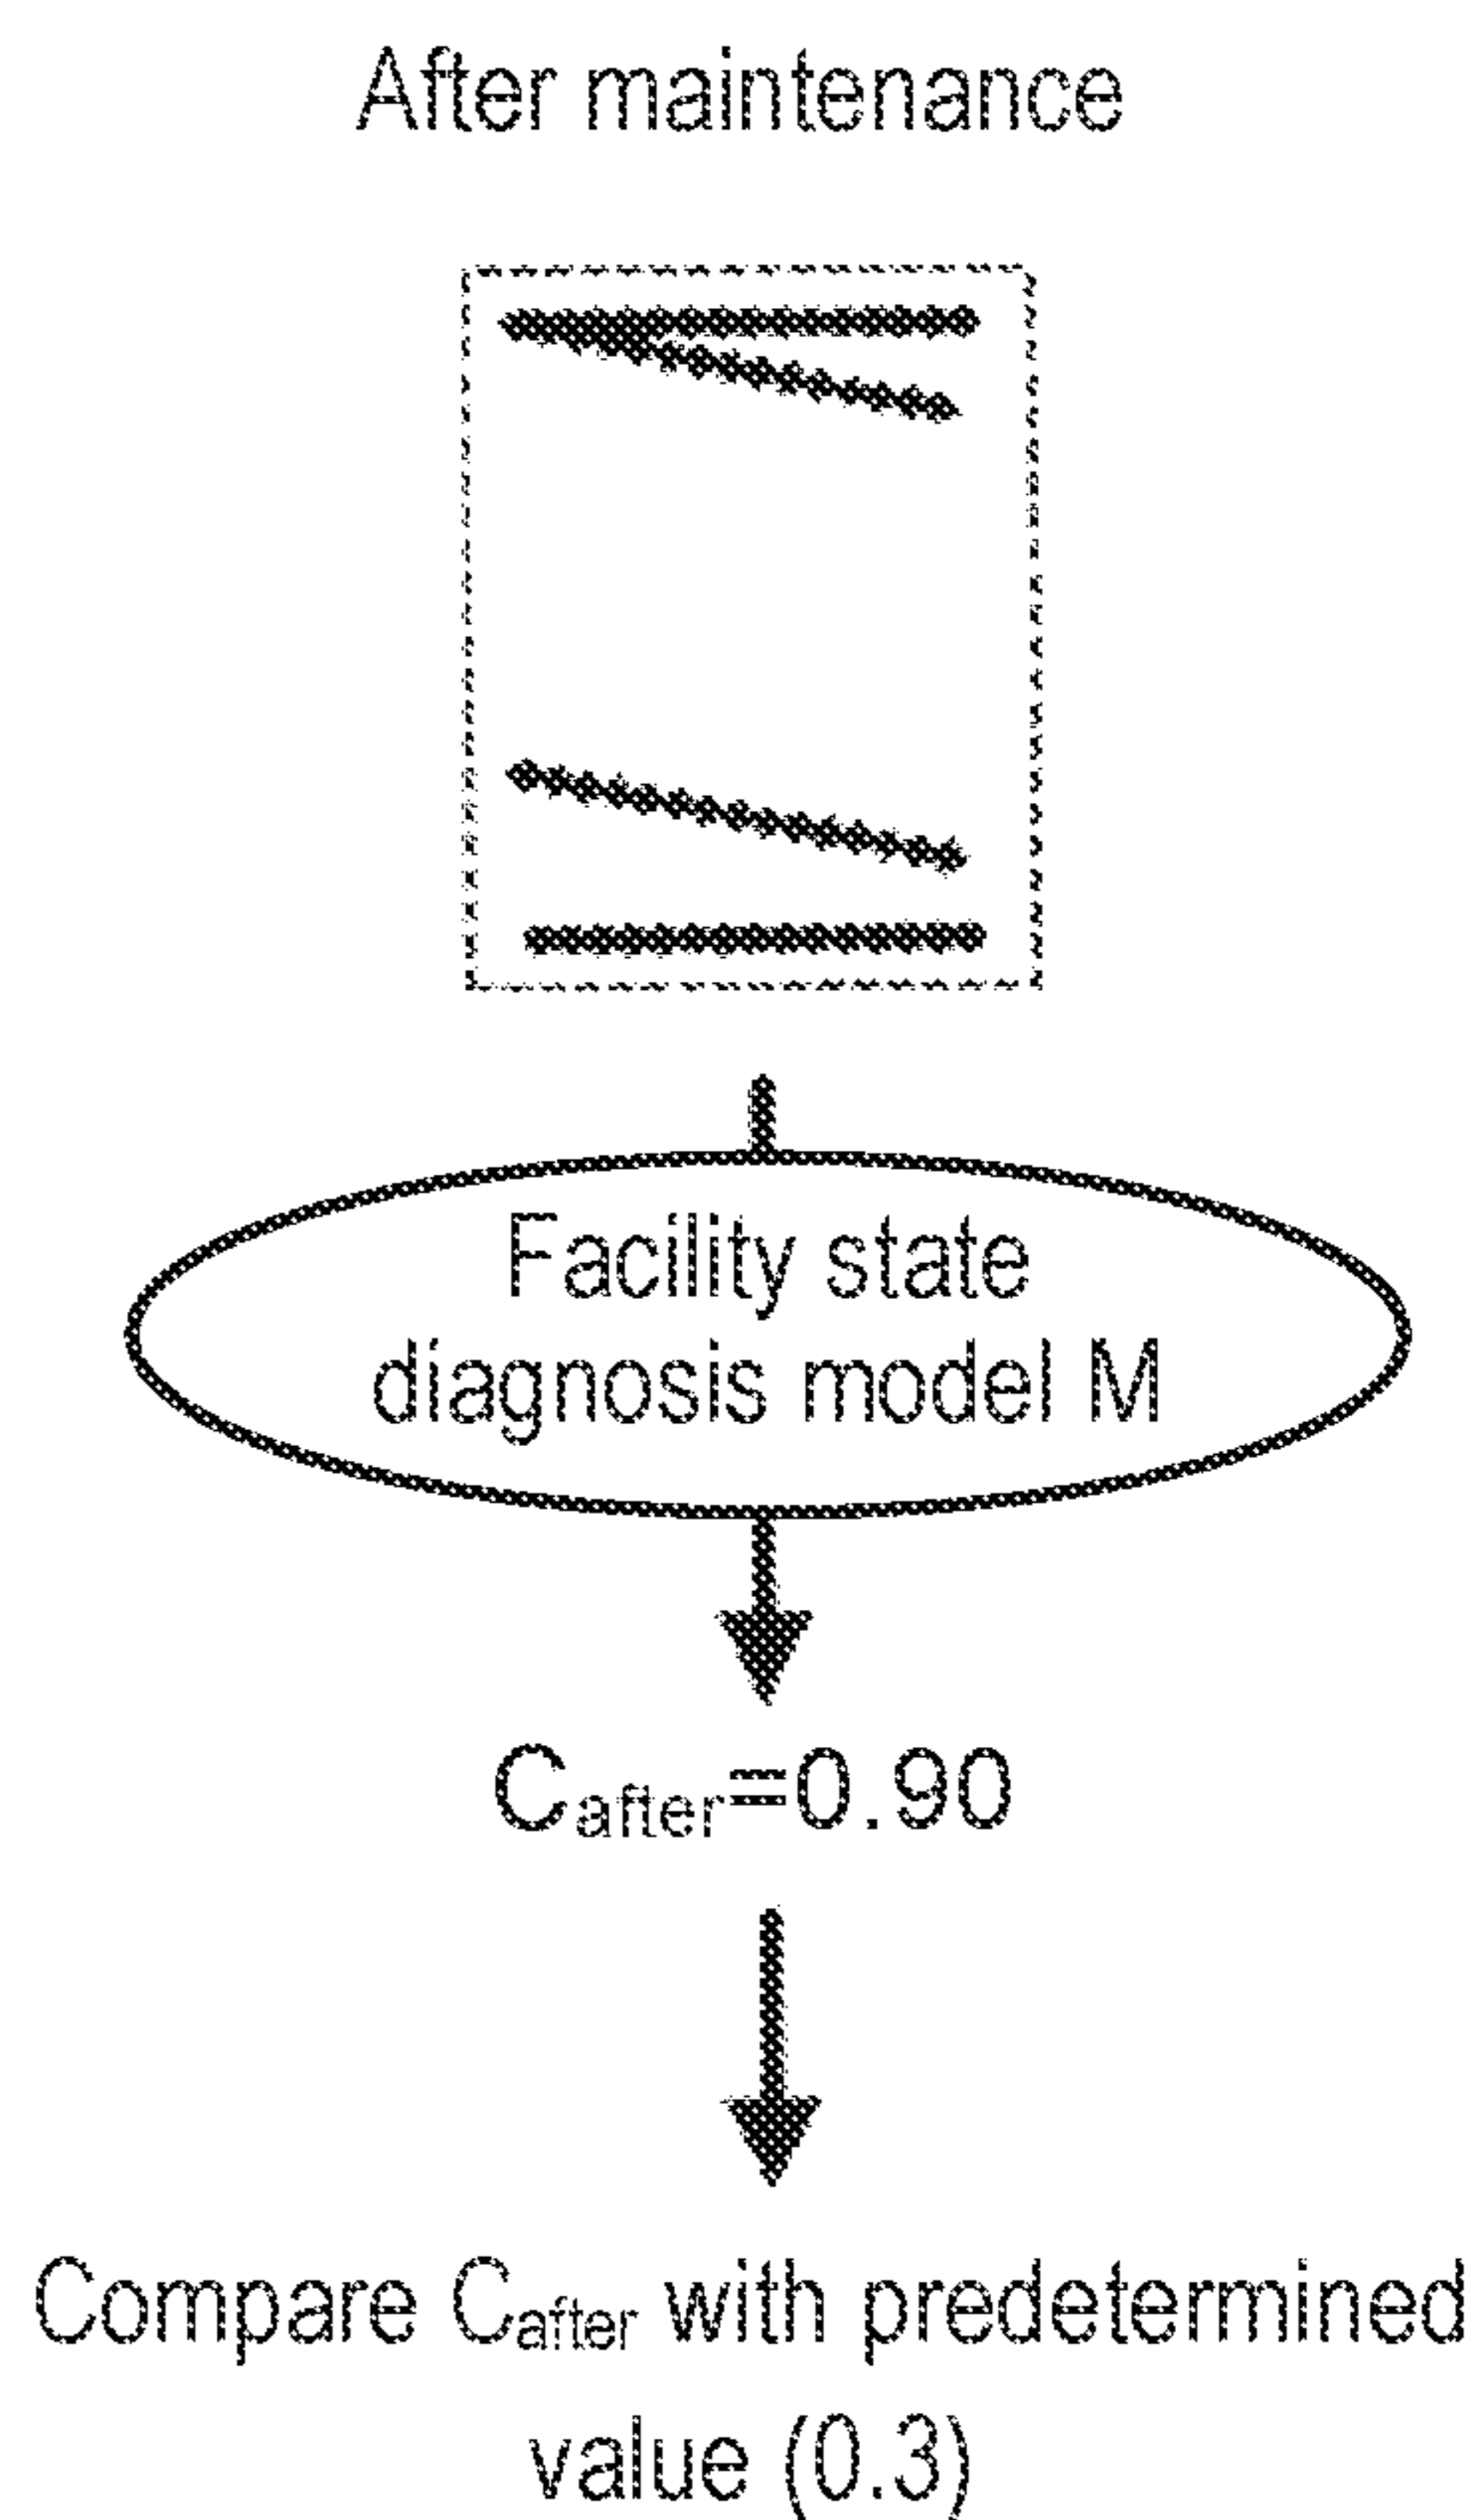 After maintenance
Facility state
diagnosis model M
Cafter=0.90
Compare Cafter with predetermined
value (0.3)